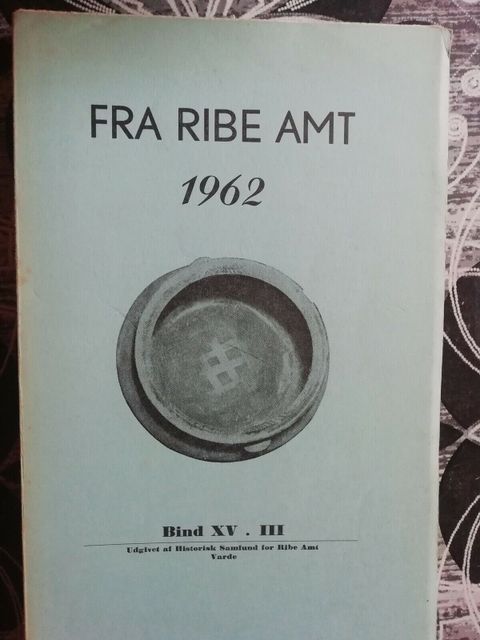 FRA RIBE AMT
1962
Bind XV . III
Udgivet af Historisk Samfund for Ribe Amt
Varde